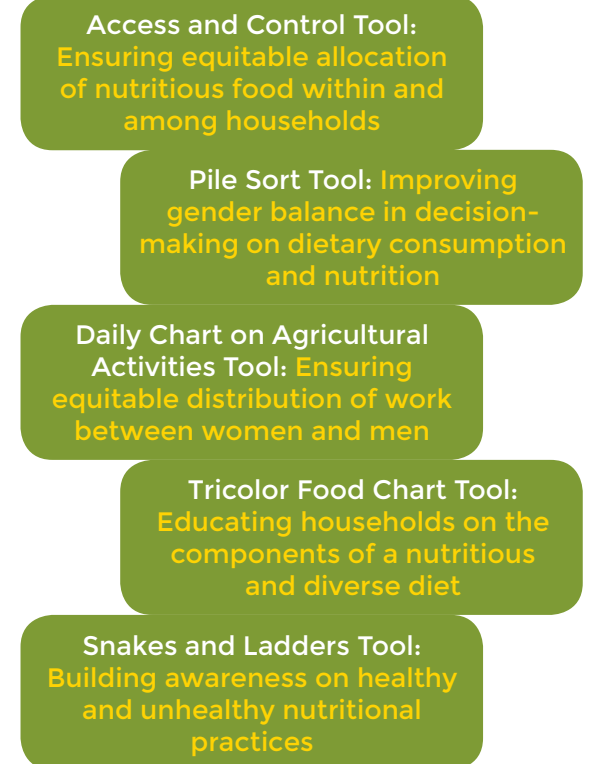 Access and Control Tool:
Ensuring equitable allocation
of nutritious food within and
among households
Pile Sort Tool: Improving
gender balance in decision-
making on dietary consumption
and nutrition
Daily Chart on Agricultural
Activities Tool: Ensuring
equitable distribution of work
between women and men
Tricolor Food Chart Tool:
Educating households on the
components of a nutritious
and diverse diet
Snakes and Ladders Tool:
Building awareness on healthy
and unhealthy nutritional
practices